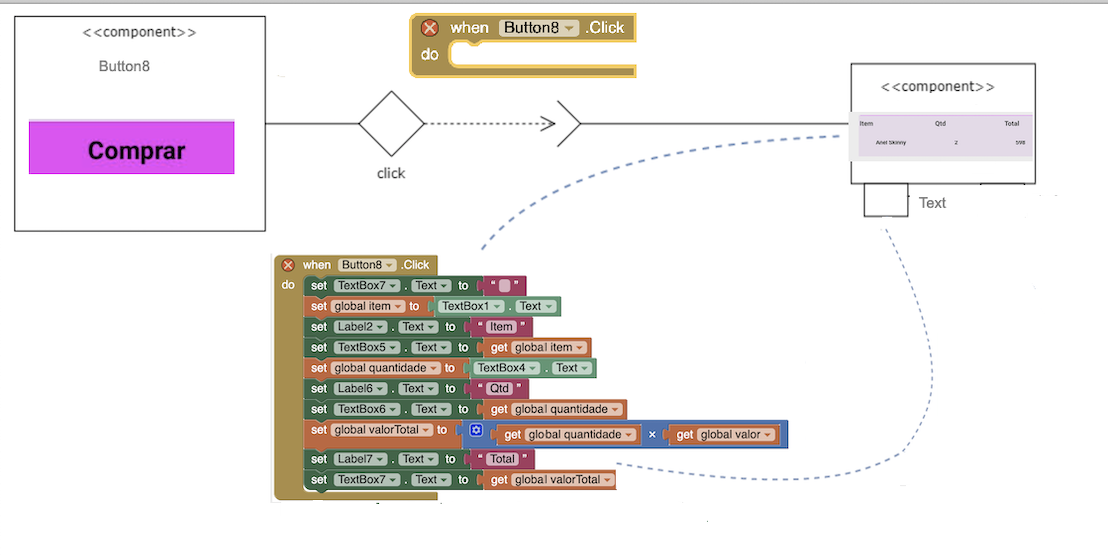 <<component>>
Button8
Comprar
when Button8 .Click
do
click
<<component>>
Item Qtd Total
Anel Skinny 2 598
Text
when Button8 .Click
do set TextBox7 . Text to " "
set global item to TextBox1 . Text
set Label2 . Text to " Item "
set TextBox5 . Text to get global item
set global quantidade to TextBox4 . Text
set Label6 . Text to " Qtd "
set TextBox6 . Text to get global quantidade
set global valorTotal to get global quantidade × get global valor
set Label7 . Text to " Total "
set TextBox7 . Text to get global valorTotal